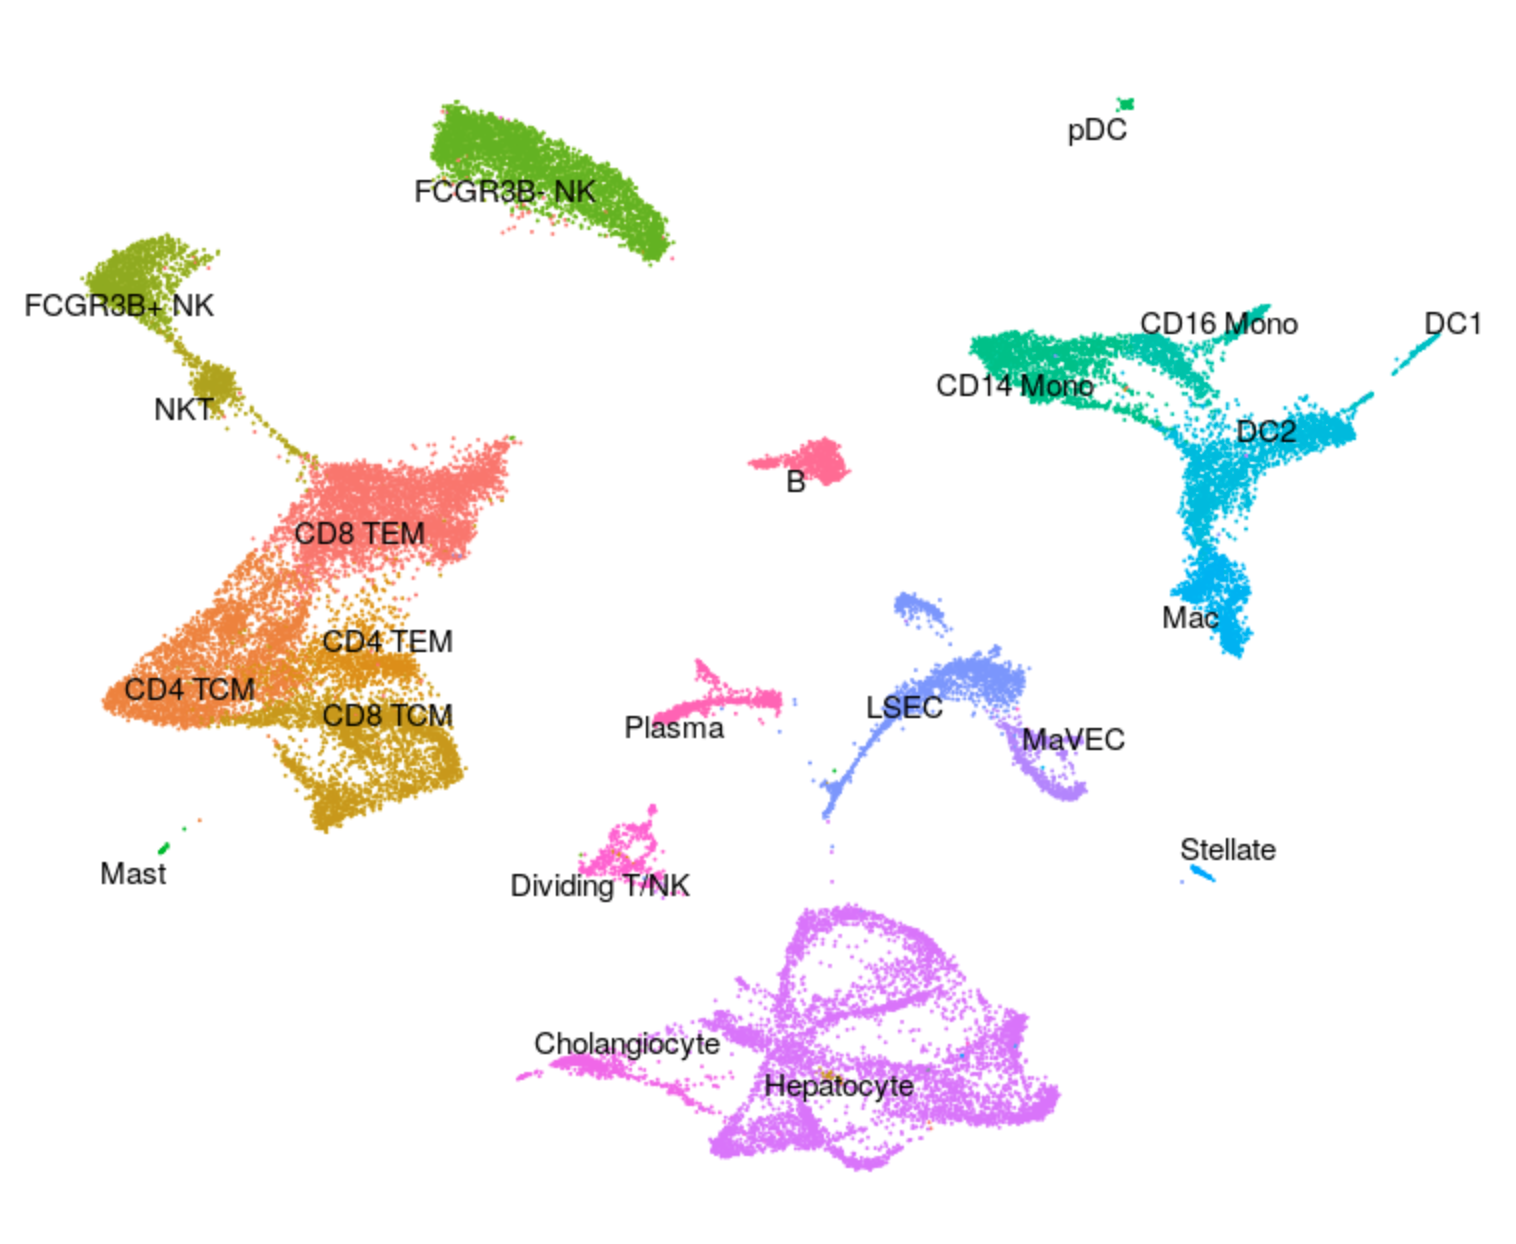 pDC
FCGR3B- NK
FCGR3B+ NK
CD16 Mono
DC1
CD14 Mono
NKT
DC2
B
CD8 TEM
Mac
CD4 TEM
CD4 TCM
LSEC
CD8 TCM
Plasma
MaVEC
Stellate
Mast
Dividing T/NK
Cholangiocyte
Hepatocyte